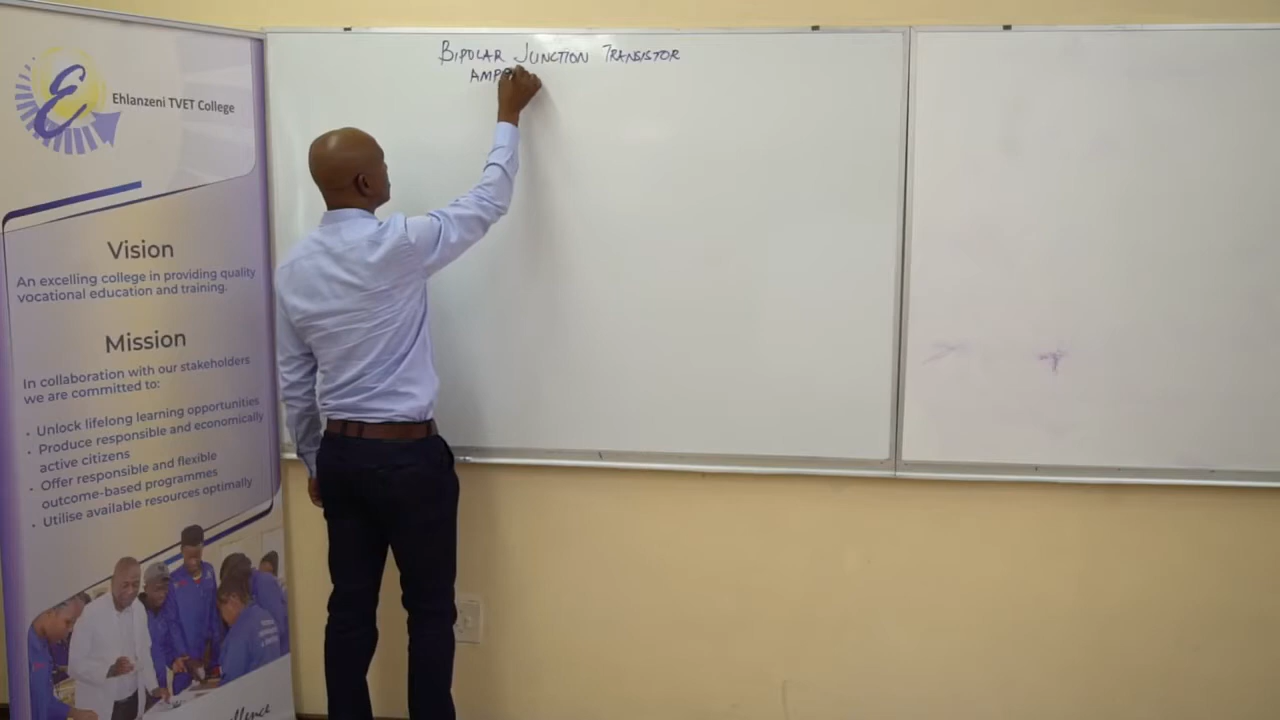 Ehlanzeni TVET College
Vision
An excelling college in providing quality
vocational education and training.
Mission
In collaboration with our stakeholders
we are committed to:
• Unlock lifelong learning opportunities
• Produce responsible and economically
active citizens
• Offer responsible and flexible
outcome-based programmes
• Utilise available resources optimally
BIPOLAR JUNCTION TRANSISTOR